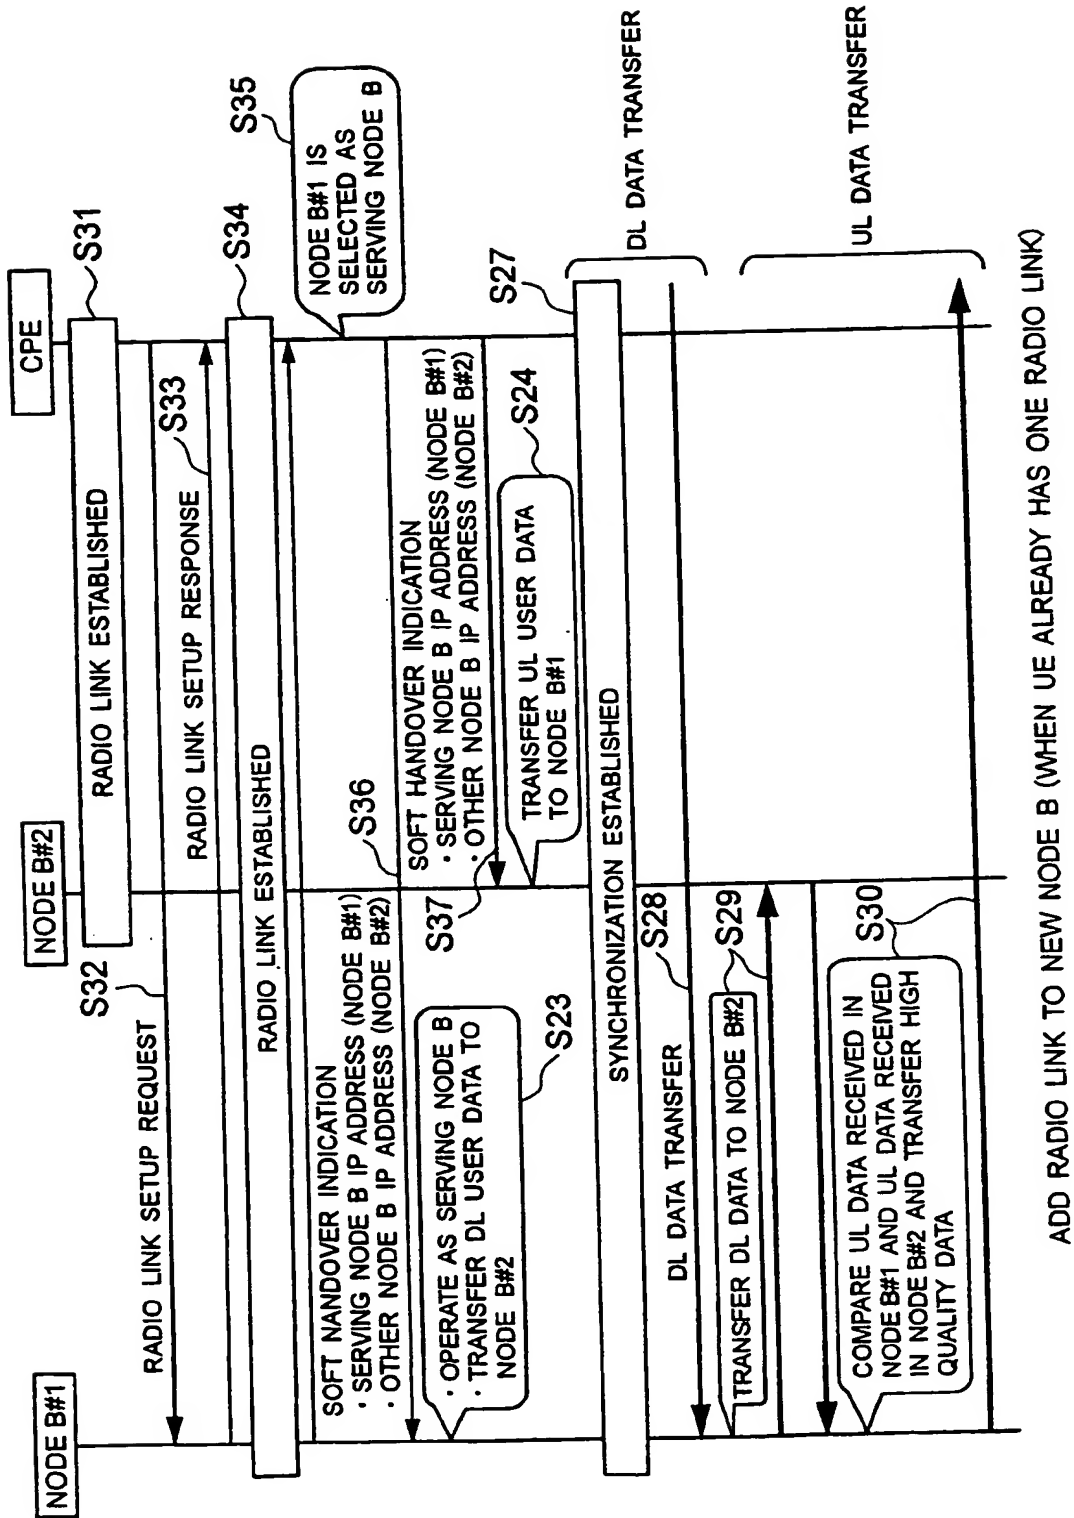 NODE B#1
NODE B#2
CPE
RADIO LINK ESTABLISHED
S31
S32
RADIO LINK SETUP REQUEST
RADIO LINK SETUP RESPONSE
S33
RADIO LINK ESTABLISHED
S34
NODE B#1 IS
SELECTED AS
SERVING NODE B
S35
SOFT NANDOVER INDICATION
· SERVING NODE B IP ADDRESS (NODE B#1)
· OTHER NODE B IP ADDRESS (NODE B#2)
S36
SOFT HANDOVER INDICATION
· SERVING NODE B IP ADDRESS (NODE B#1)
· OTHER NODE B IP ADDRESS (NODE B#2)
S37
· OPERATE AS SERVING NODE B
· TRANSFER DL USER DATA TO
NODE B#2
S23
TRANSFER UL USER DATA
TO NODE B#1
S24
SYNCHRONIZATION ESTABLISHED
S27
DL DATA TRANSFER
S28
DL DATA TRANSFER
TRANSFER DL DATA TO NODE B#2
S29
COMPARE UL DATA RECEIVED IN
NODE B#1 AND UL DATA RECEIVED
IN NODE B#2 AND TRANSFER HIGH
QUALITY DATA
S30
UL DATA TRANSFER
ADD RADIO LINK TO NEW NODE B (WHEN UE ALREADY HAS ONE RADIO LINK)